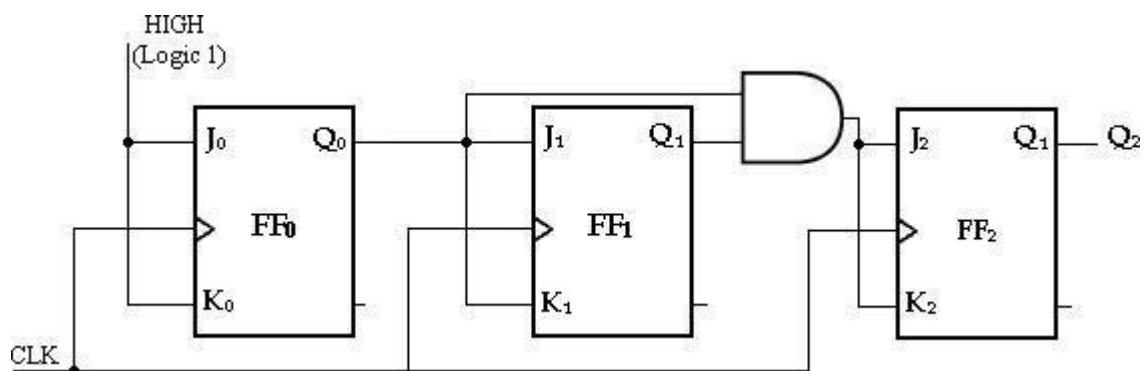 HIGH
(Logic 1)
J₀ Q₀ J₁ Q₁ J₂ Q₁ Q₂
FF₀ FF₁ FF₂
K₀ K₁ K₂
CLK